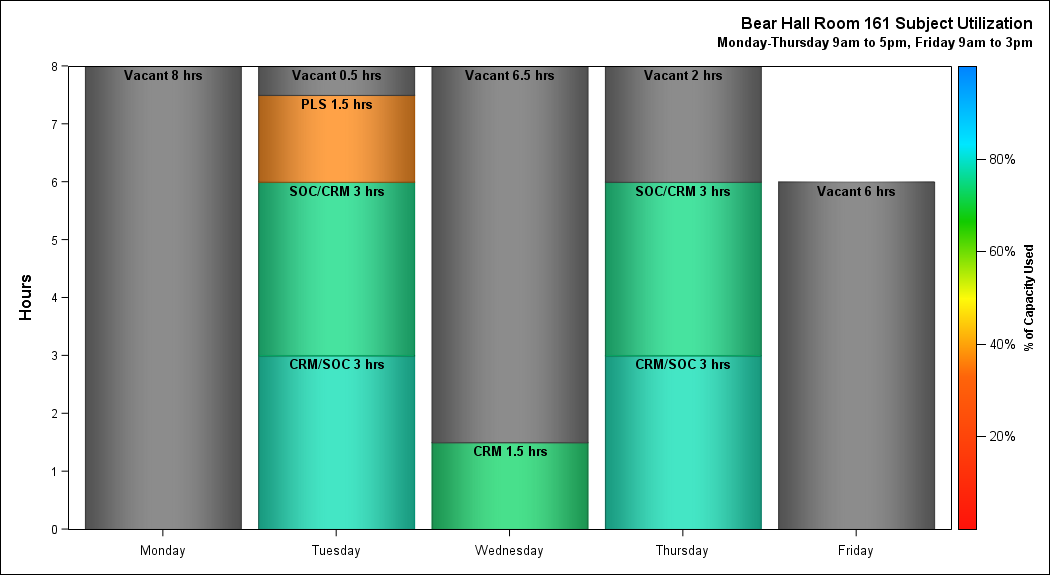 Bear Hall Room 161 Subject Utilization
Monday-Thursday 9am to 5pm, Friday 9am to 3pm
Hours
8
7
6
5
4
3
2
1
0
Vacant 8 hrs
Vacant 0.5 hrs
PLS 1.5 hrs
SOC/CRM 3 hrs
CRM/SOC 3 hrs
Vacant 6.5 hrs
CRM 1.5 hrs
Vacant 2 hrs
SOC/CRM 3 hrs
CRM/SOC 3 hrs
Vacant 6 hrs
Monday
Tuesday
Wednesday
Thursday
Friday
80%
60%
40%
20%
% of Capacity Used